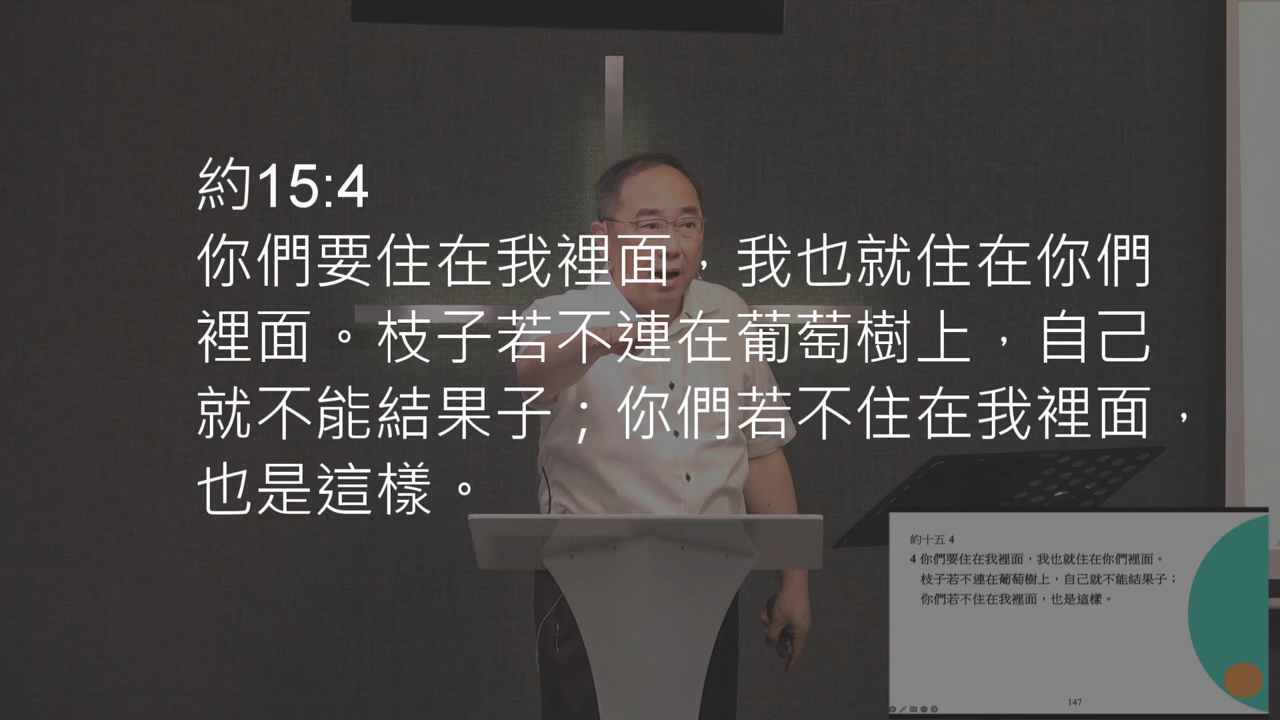 約15:4
你們要住在我裡面，我也就住在你們
裡面。枝子若不連在葡萄樹上，自己
就不能結果子；你們若不住在我裡面，
也是這樣。
約十五 4
4 你們要住在我裡面，我也就住在你們裡面。
枝子若不連在葡萄樹上，自己就不能結果子；
你們若不住在我裡面，也是這樣。
147